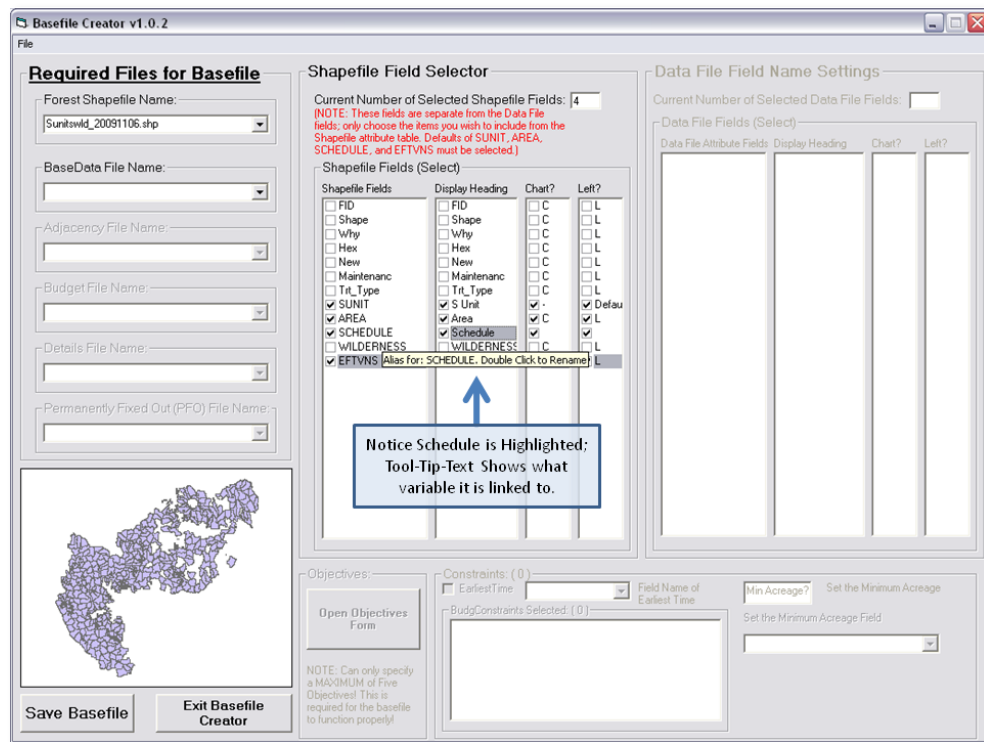 Basefile Creator v1.0.2
File
Required Files for Basefile
Forest Shapefile Name:
Sunitswld_20091106.shp
BaseData File Name:
Adjacency File Name:
Budget File Name:
Details File Name:
Permanently Fixed Out (PFO) File Name:
Save Basefile
Exit Basefile
Creator
Shapefile Field Selector
Current Number of Selected Shapefile Fields: 4
(NOTE: These fields are separate from the Data File
fields; only choose the items you wish to include from the
Shapefile attribute table. Defaults of SUNIT, AREA,
SCHEDULE, and EFTVNS must be selected.)
Shapefile Fields (Select)
Shapefile Fields Display Heading Chart? Left?
FID FID C L
Shape Shape C L
Why Why C L
Hex Hex C L
New New C L
Maintenanc Maintenanc C L
Trt_Type Trt_Type C L
SUNIT S Unit - Defau
AREA Area C L
SCHEDULE Schedule
WILDERNESS WILDERNESS C L
EFTVNS Alias for: SCHEDULE. Double Click to Rename L
Notice Schedule is Highlighted;
Tool-Tip-Text Shows what
variable it is linked to.
Data File Field Name Settings
Current Number of Selected Data File Fields:
Data File Fields (Select)
Data File Attribute Fields Display Heading Chart? Left?
Objectives:
Open Objectives
Form
NOTE: Can only specify
a MAXIMUM of Five
Objectives! This is
required for the basefile
to function properly!
Constraints: ( 0 )
EarliestTime
Field Name of
Earliest Time
BudgConstraints Selected: ( 0 )
Min Acreage? Set the Minimum Acreage
Set the Minimum Acreage Field